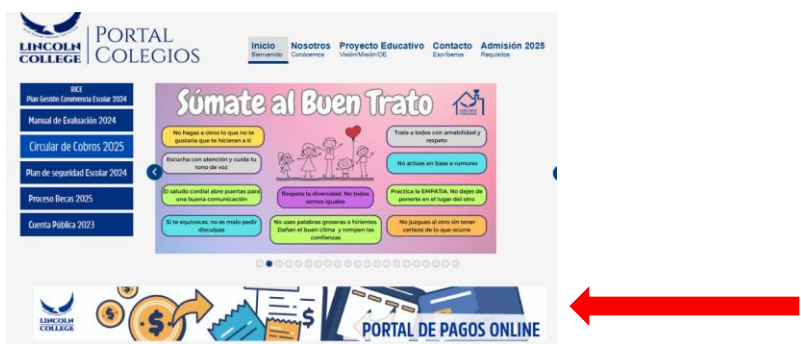 LINCOLN
COLLEGE
PORTAL
COLEGIOS
Inicio
Bienvenido
Nosotros
Conócenos
Proyecto Educativo
Visión/Misión/OE
Contacto
Escríbenos
Admisión 2025
Requisitos
RICE
Plan Gestión Convivencia Escolar 2024
Manual de Evaluación 2024
Circular de Cobros 2025
Plan de seguridad Escolar 2024
Proceso Becas 2025
Cuenta Pública 2023
Súmate al Buen Trato
No hagas a otros lo que no te
gustaría que te hicieran a ti
Trata a todos con amabilidad y
respeto
Escucha con atención y cuida tu
tono de voz
No actúes en base a rumores
El saludo cordial abre puertas para
una buena comunicación
Respeta la diversidad. No todos
somos iguales
Practica la EMPATIA. No dejes de
ponerte en el lugar del otro
Si te equivocas, no es malo pedir
disculpas
No uses palabras groseras o hirientes.
Dañan el buen clima y rompen las
confianzas
No juzgues al otro sin tener
certeza de lo que ocurre
LINCOLN
COLLEGE
PORTAL DE PAGOS ONLINE